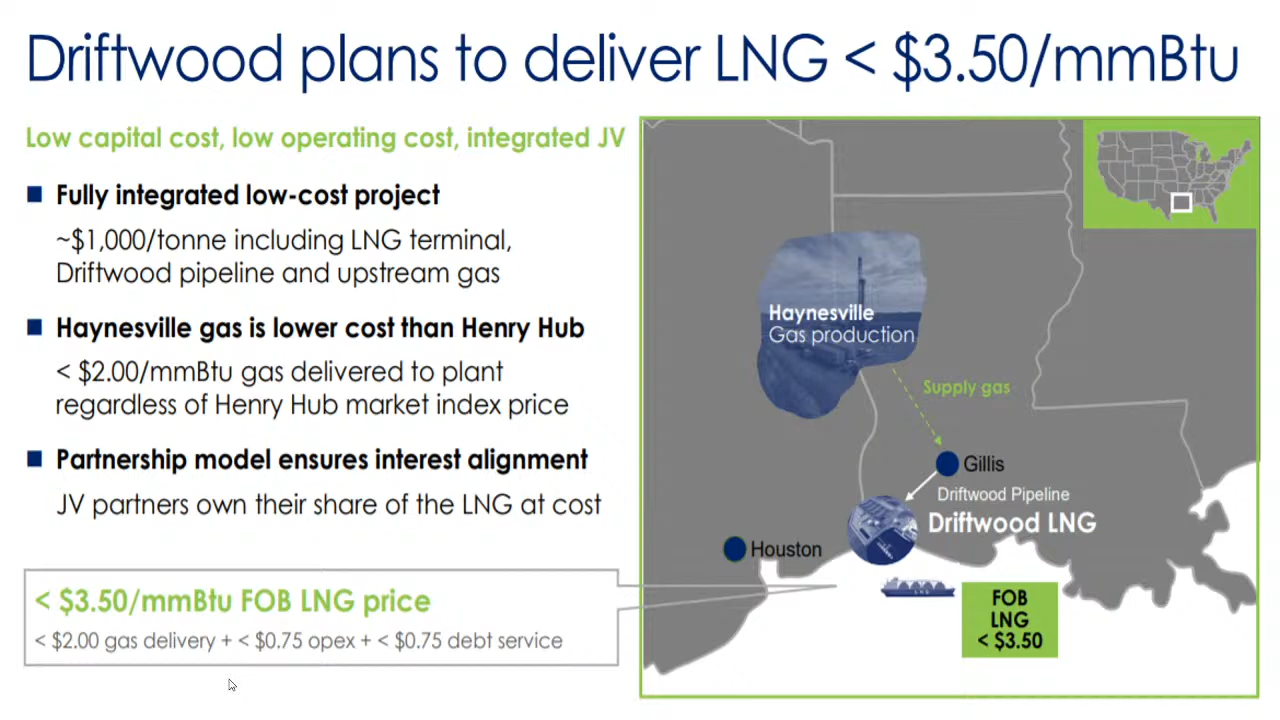 Driftwood plans to deliver LNG < $3.50/mmBtu
Low capital cost, low operating cost, integrated JV
Fully integrated low-cost project
~$1,000/tonne including LNG terminal,
Driftwood pipeline and upstream gas
Haynesville gas is lower cost than Henry Hub
< $2.00/mmBtu gas delivered to plant
regardless of Henry Hub market index price
Partnership model ensures interest alignment
JV partners own their share of the LNG at cost
< $3.50/mmBtu FOB LNG price
< $2.00 gas delivery + < $0.75 opex + < $0.75 debt service
Haynesville
Gas production
Supply gas
Gillis
Driftwood Pipeline
Driftwood LNG
Houston
LNG
FOB
LNG
< $3.50